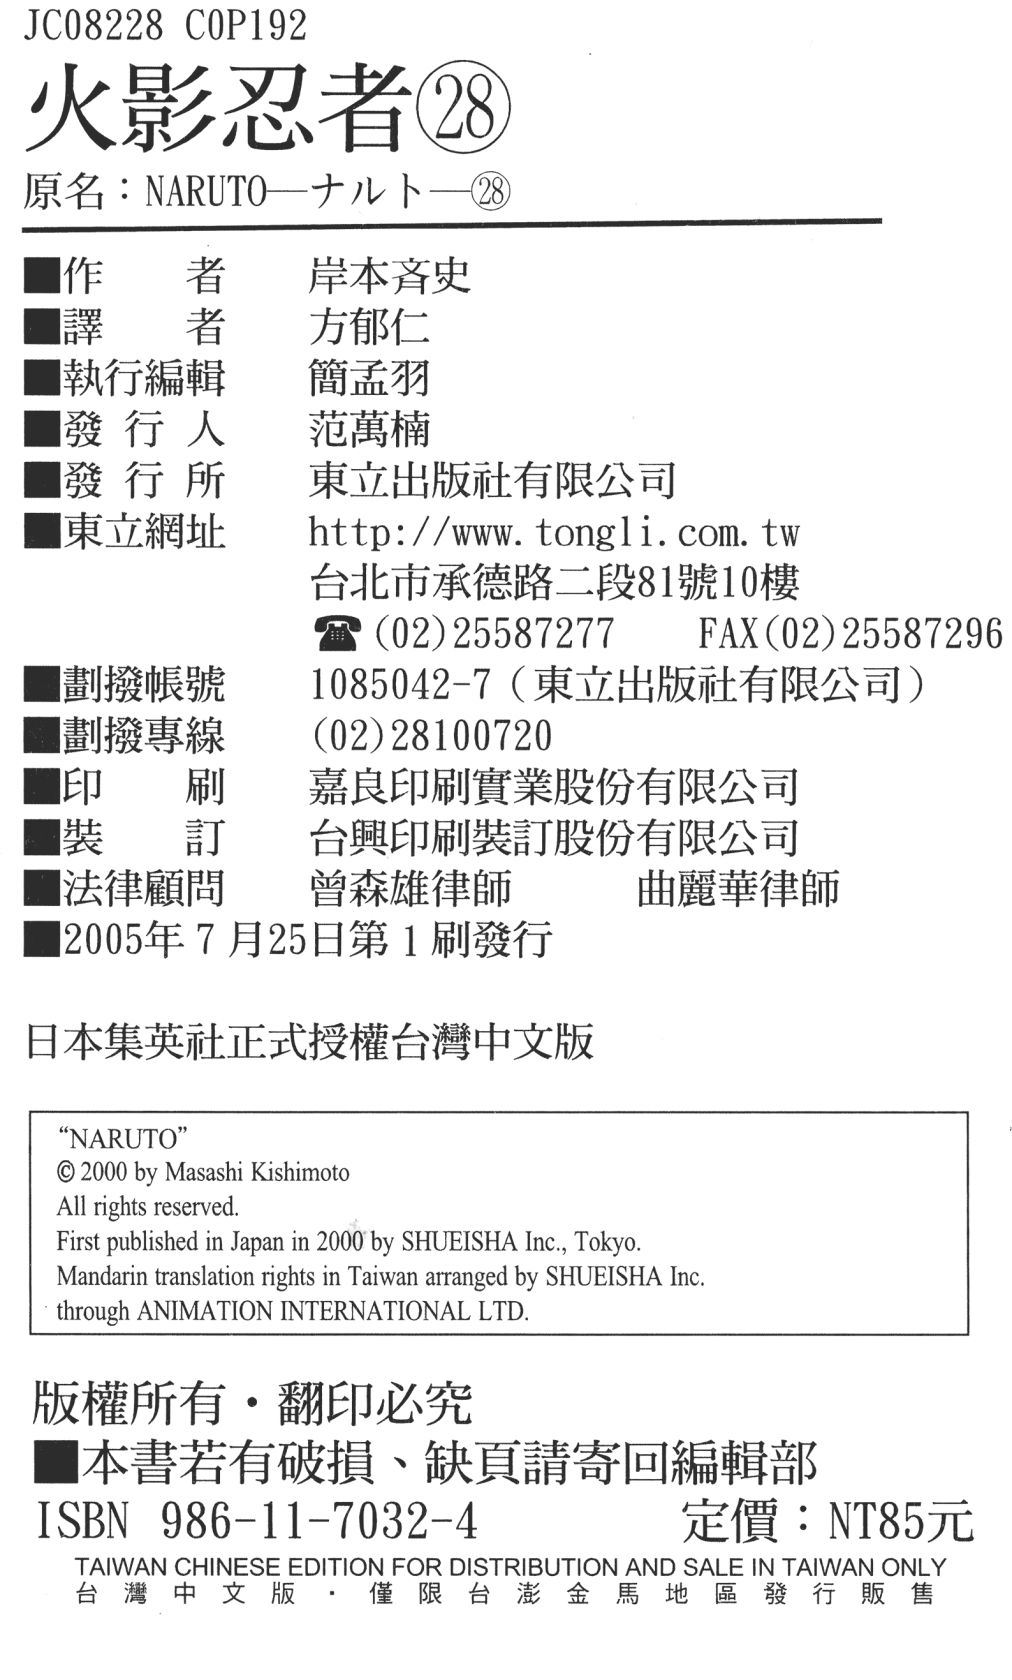 JC08228 C0P192
火影忍者㉘
原名：NARUTO—ナルト—㉘
■作　　者　　岸本斉史
■譯　　者　　方郁仁
■執行編輯　　簡孟羽
■發 行 人　　范萬楠
■發 行 所　　東立出版社有限公司
■東立網址　　http://www.tongli.com.tw
台北市承德路二段81號10樓
☎(02)25587277　　FAX(02)25587296
■劃撥帳號　　1085042-7（東立出版社有限公司）
■劃撥專線　　(02)28100720
■印　　刷　　嘉良印刷實業股份有限公司
■裝　　訂　　台興印刷裝訂股份有限公司
■法律顧問　　曾森雄律師　　　曲麗華律師
■2005年7月25日第1刷發行
日本集英社正式授權台灣中文版
“NARUTO”
© 2000 by Masashi Kishimoto
All rights reserved.
First published in Japan in 2000 by SHUEISHA Inc., Tokyo.
Mandarin translation rights in Taiwan arranged by SHUEISHA Inc.
through ANIMATION INTERNATIONAL LTD.
版權所有・翻印必究
■本書若有破損、缺頁請寄回編輯部
ISBN 986-11-7032-4　　定價：NT85元
TAIWAN CHINESE EDITION FOR DISTRIBUTION AND SALE IN TAIWAN ONLY
台灣中文版・僅限台澎金馬地區發行販售